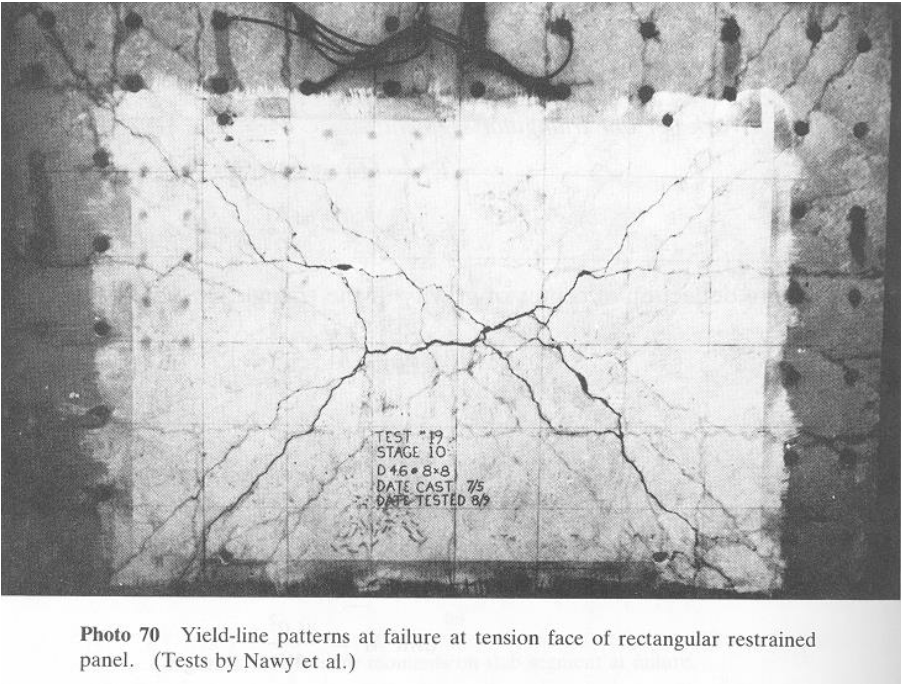 TEST #19
STAGE 10
D 4.6 @ 8×8
DATE CAST 7/5
DATE TESTED 8/9
Photo 70 Yield-line patterns at failure at tension face of rectangular restrained
panel. (Tests by Nawy et al.)